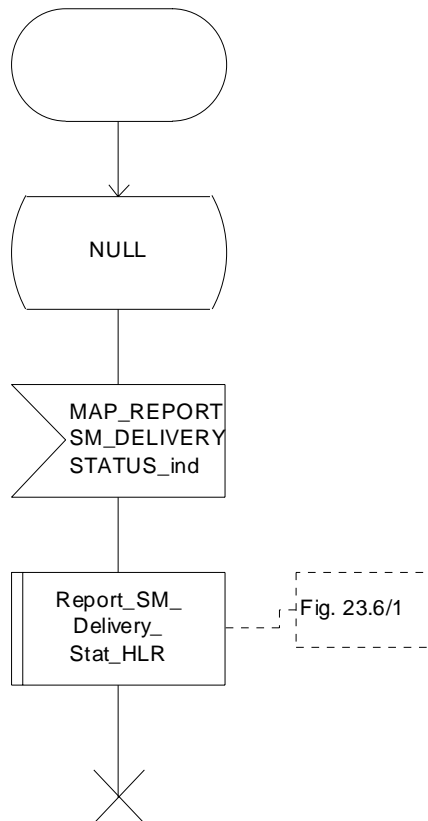 NULL
MAP_REPORT
SM_DELIVERY
STATUS_ind
Report_SM_
Delivery_
Stat_HLR
Fig. 23.6/1